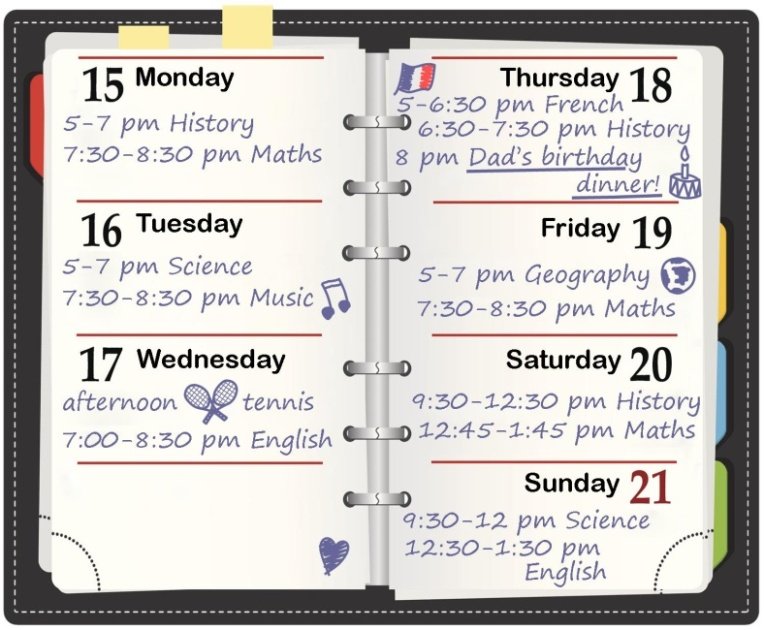 15 Monday
5-7 pm History
7:30-8:30 pm Maths
16 Tuesday
5-7 pm Science
7:30-8:30 pm Music
17 Wednesday
afternoon tennis
7:00-8:30 pm English
Thursday 18
5-6:30 pm French
6:30-7:30 pm History
8 pm Dad's birthday
dinner!
Friday 19
5-7 pm Geography
7:30-8:30 pm Maths
Saturday 20
9:30-12:30 pm History
12:45-1:45 pm Maths
Sunday 21
9:30-12 pm Science
12:30-1:30 pm
English